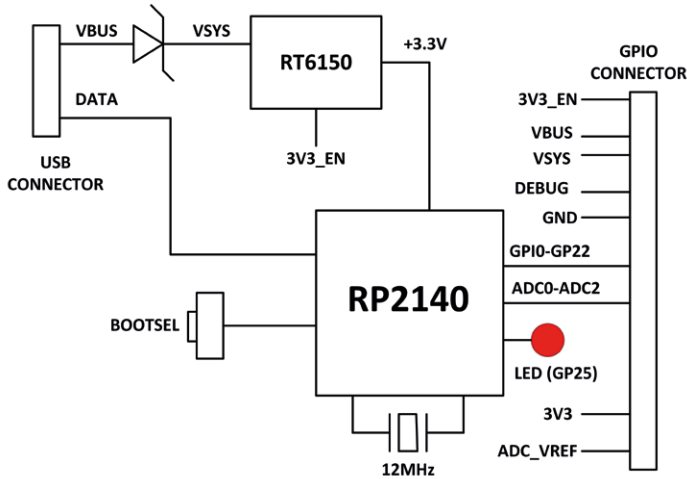 VBUS
VSYS
RT6150
+3.3V
GPIO
CONNECTOR
DATA
3V3_EN
VBUS
VSYS
3V3_EN
USB
CONNECTOR
DEBUG
GND
GPI0-GP22
ADC0-ADC2
RP2140
BOOTSEL
LED (GP25)
3V3
ADC_VREF
12MHz